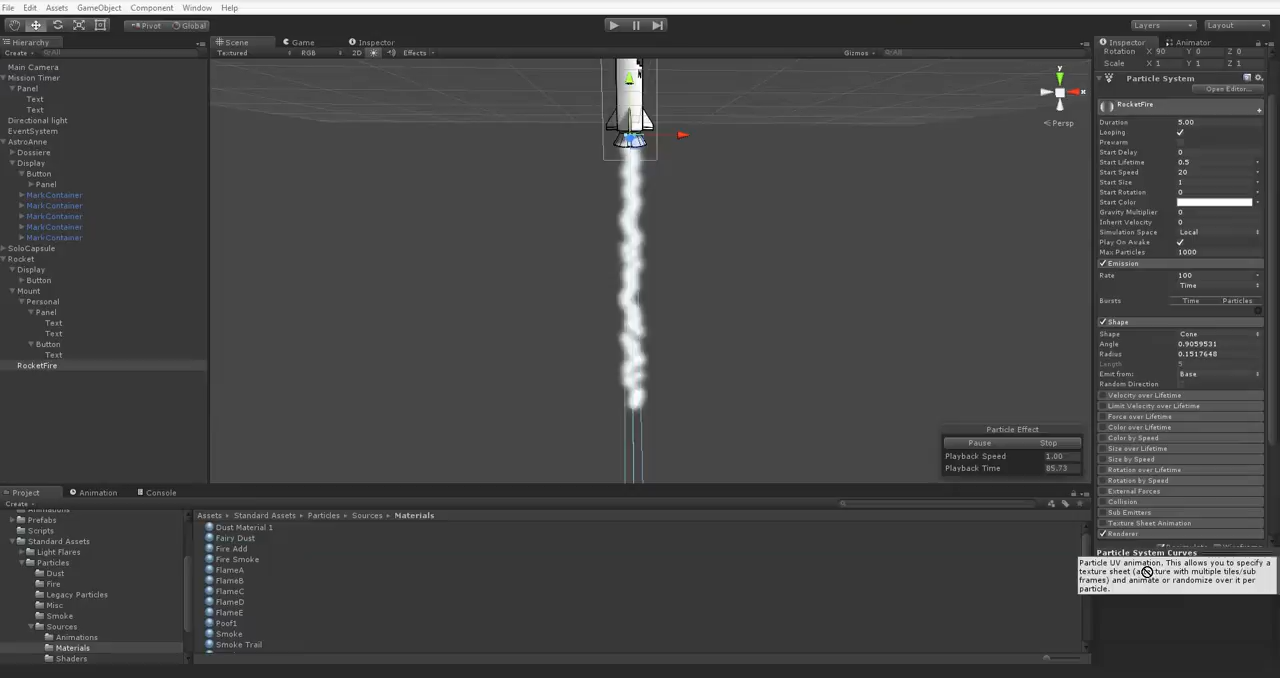 File Edit Assets GameObject Component Window Help
Pivot Global Layers Layout
Hierarchy Scene Game Inspector Inspector Animator
Create All Textured RGB 2D Effects Gizmos All
Rotation X 90 Y 0 Z 0
Scale X 1 Y 1 Z 1
Main Camera
Mission Timer
Panel
Text
Text
Directional light
EventSystem
AstroAnne
Dossiere
Display
Button
Panel
MarkContainer
MarkContainer
MarkContainer
MarkContainer
MarkContainer
SoloCapsule
Rocket
Display
Button
Mount
Personal
Panel
Text
Text
Button
Text
RocketFire
y
x
Persp
Particle Effect
Pause Stop
Playback Speed 1.00
Playback Time 85.73
Particle System
Open Editor...
RocketFire
Duration 5.00
Looping
Prewarm
Start Delay 0
Start Lifetime 0.5
Start Speed 20
Start Size 1
Start Rotation 0
Start Color
Gravity Multiplier 0
Inherit Velocity 0
Simulation Space Local
Play On Awake
Max Particles 1000
Emission
Rate 100
Time
Bursts Time Particles
Shape
Shape Cone
Angle 0.9059531
Radius 0.1517648
Length 5
Emit from: Base
Random Direction
Velocity over Lifetime
Limit Velocity over Lifetime
Force over Lifetime
Color over Lifetime
Color by Speed
Size over Lifetime
Size by Speed
Rotation over Lifetime
Rotation by Speed
External Forces
Collision
Sub Emitters
Texture Sheet Animation
Renderer
Particle System Curves
Particle UV animation. This allows you to specify a
texture sheet (a texture with multiple tiles/sub
frames) and animate or randomize over it per
particle.
Project Animation Console
Create
Prefabs
Scripts
Standard Assets
Light Flares
Particles
Dust
Fire
Legacy Particles
Misc
Smoke
Sources
Animations
Materials
Shaders
Assets Standard Assets Particles Sources Materials
Dust Material 1
Fairy Dust
Fire Add
Fire Smoke
FlameA
FlameB
FlameC
FlameD
FlameE
Poof1
Smoke
Smoke Trail